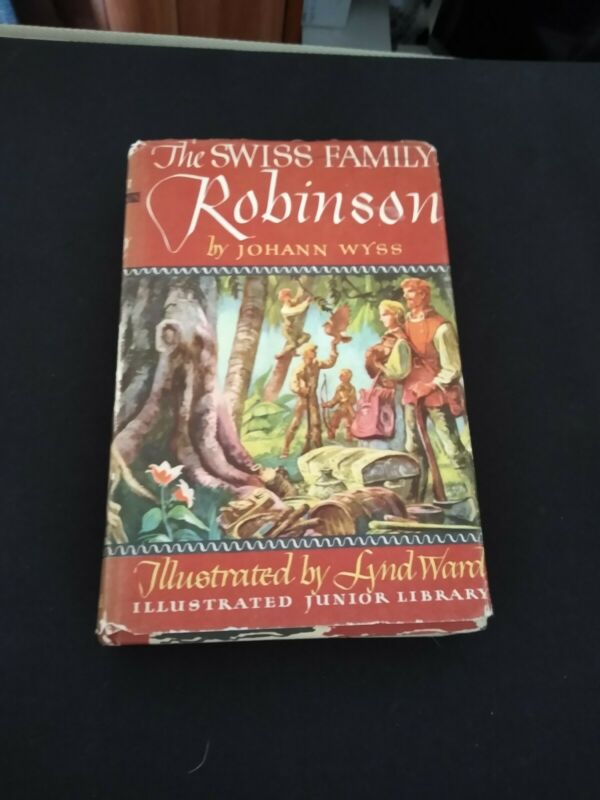 The SWISS FAMILY
Robinson
by JOHANN WYSS
Illustrated by Lynd Ward
ILLUSTRATED JUNIOR LIBRARY